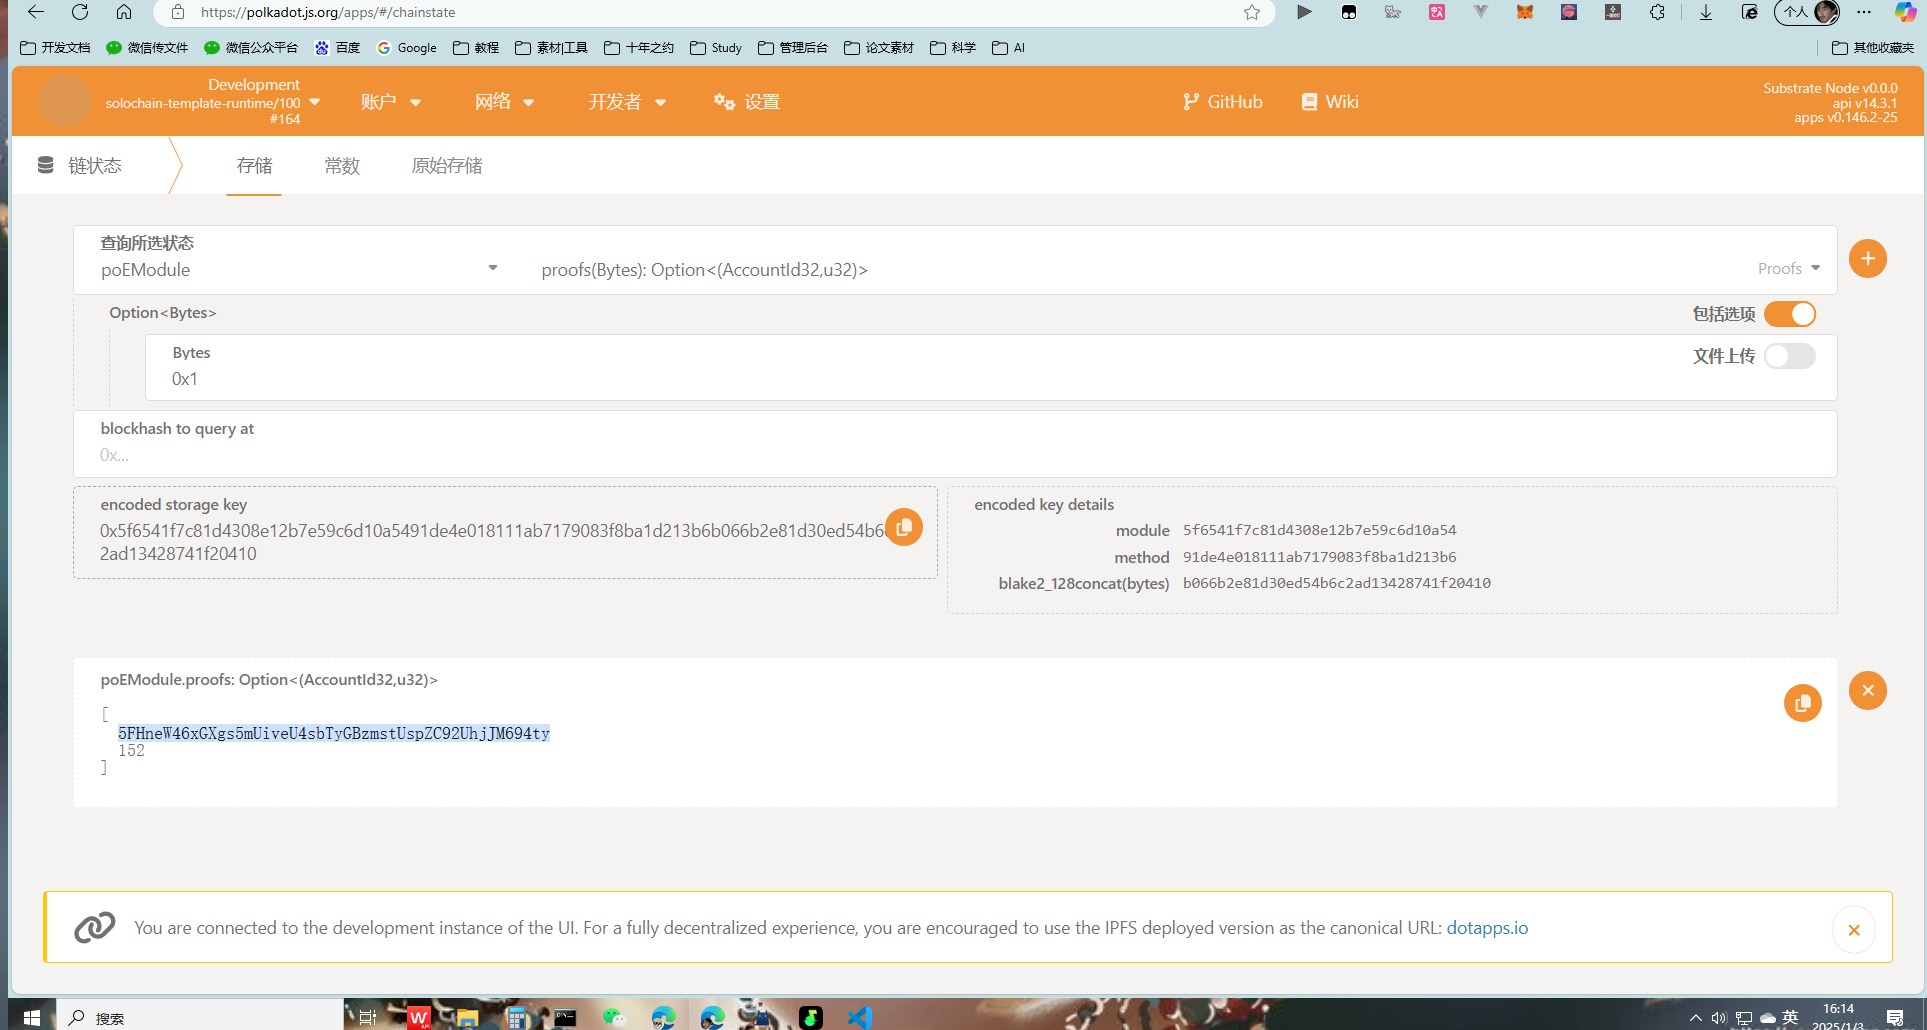 https://polkadot.js.org/apps/#/chainstate
个人
开发文档 微信传文件 微信公众平台 百度 Google 教程 素材|工具 十年之约 Study 管理后台 论文素材 科学 AI 其他收藏夹
Development
solochain-template-runtime/100
#164
账户 网络 开发者 设置 GitHub Wiki
Substrate Node v0.0.0
api v14.3.1
apps v0.146.2-25
链状态 存储 常数 原始存储
查询所选状态
poEModule proofs(Bytes): Option<(AccountId32,u32)> Proofs
Option<Bytes> 包括选项
Bytes 文件上传
0x1
blockhash to query at
0x...
encoded storage key
0x5f6541f7c81d4308e12b7e59c6d10a5491de4e018111ab7179083f8ba1d213b6b066b2e81d30ed54b6
2ad13428741f20410
encoded key details
module 5f6541f7c81d4308e12b7e59c6d10a54
method 91de4e018111ab7179083f8ba1d213b6
blake2_128concat(bytes) b066b2e81d30ed54b6c2ad13428741f20410
poEModule.proofs: Option<(AccountId32,u32)>
[
5FHneW46xGXgs5mUiveU4sbTyGBzmstUspZC92UhjJM694ty
152
]
You are connected to the development instance of the UI. For a fully decentralized experience, you are encouraged to use the IPFS deployed version as the canonical URL: dotapps.io
搜索
英
16:14
2025/1/3